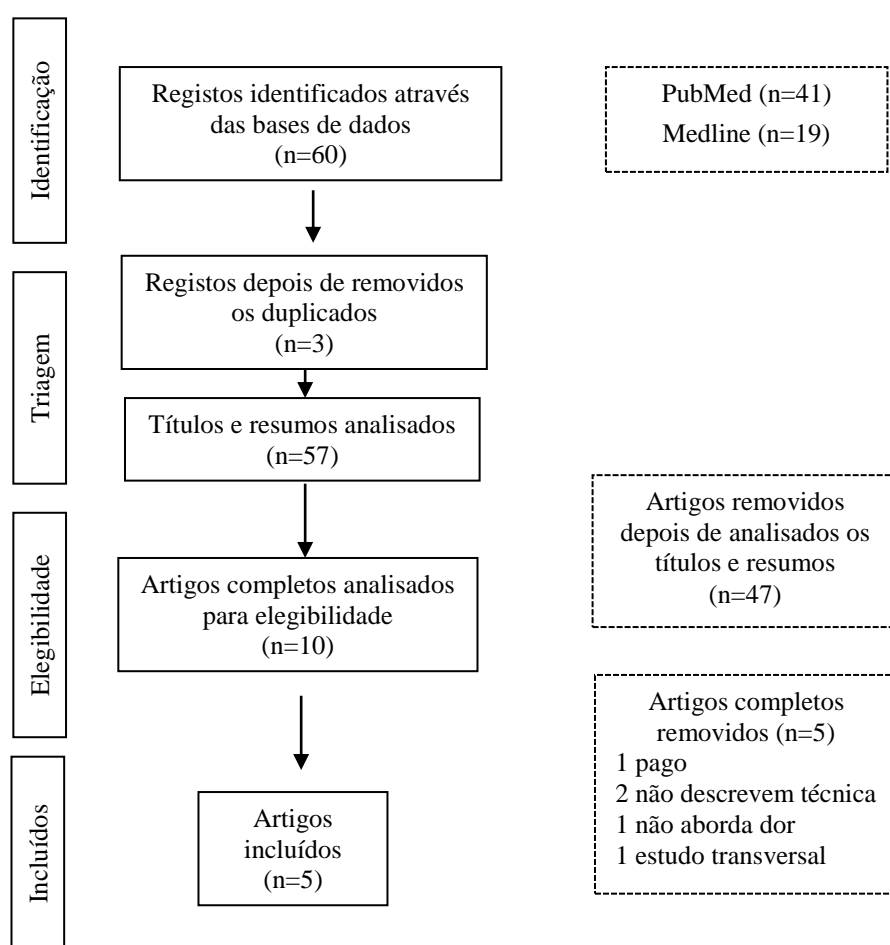 Identificação
Registos identificados através
das bases de dados
(n=60)
PubMed (n=41)
Medline (n=19)
Triagem
Registos depois de removidos
os duplicados
(n=3)
Títulos e resumos analisados
(n=57)
Artigos removidos
depois de analisados os
títulos e resumos
(n=47)
Elegibilidade
Artigos completos analisados
para elegibilidade
(n=10)
Artigos completos
removidos (n=5)
1 pago
2 não descrevem técnica
1 não aborda dor
1 estudo transversal
Incluídos
Artigos
incluídos
(n=5)